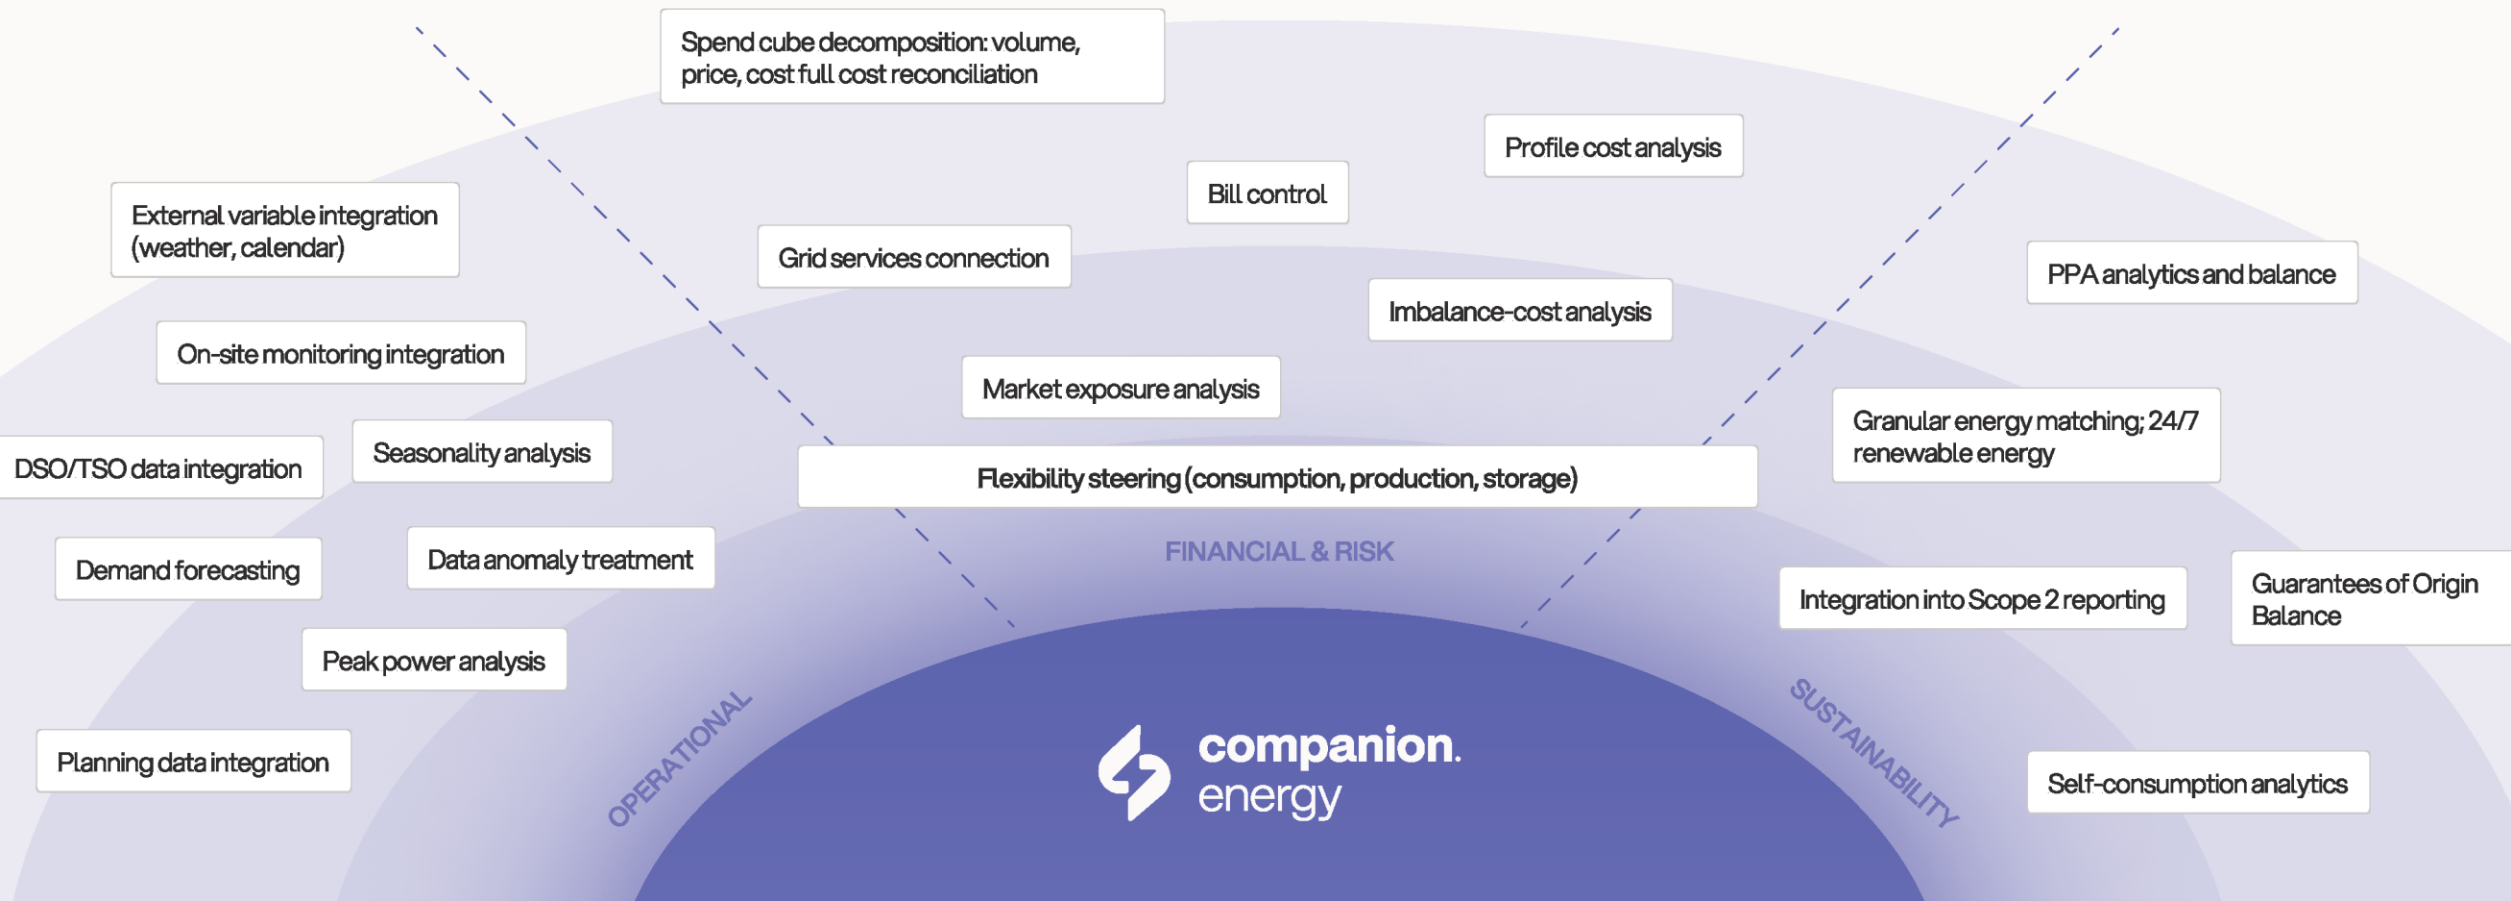 Spend cube decomposition: volume,
price, cost full cost reconciliation
Profile cost analysis
Bill control
External variable integration
(weather, calendar)
Grid services connection
PPA analytics and balance
Imbalance-cost analysis
On-site monitoring integration
Market exposure analysis
Granular energy matching; 24/7
renewable energy
Seasonality analysis
DSO/TSO data integration
Flexibility steering (consumption, production, storage)
FINANCIAL & RISK
Data anomaly treatment
Demand forecasting
Integration into Scope 2 reporting
Guarantees of Origin
Balance
Peak power analysis
OPERATIONAL
SUSTAINABILITY
Planning data integration
companion.
energy
Self-consumption analytics